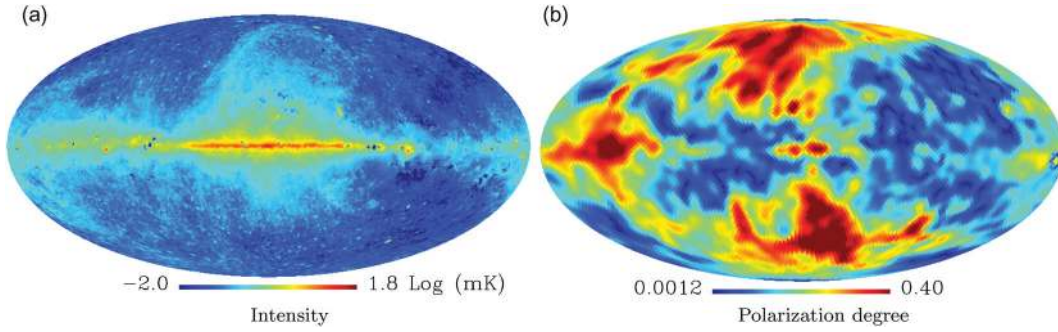 (a)
(b)
−2.0 1.8 Log (mK)
Intensity
0.0012 0.40
Polarization degree